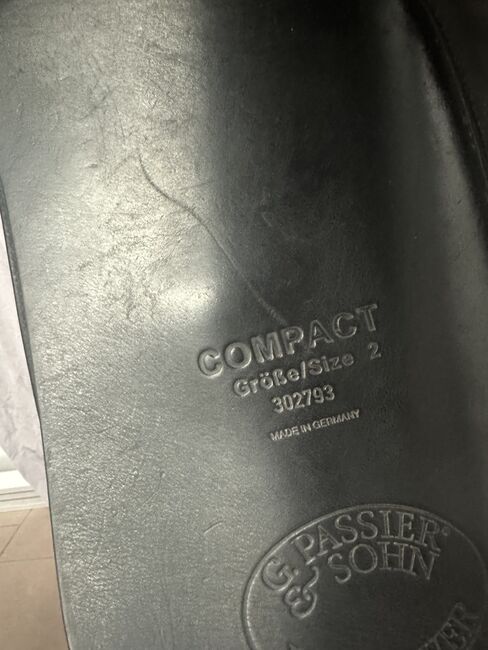 COMPACT
Größe/Size 2
302793
MADE IN GERMANY
G. PASSIER
& SOHN